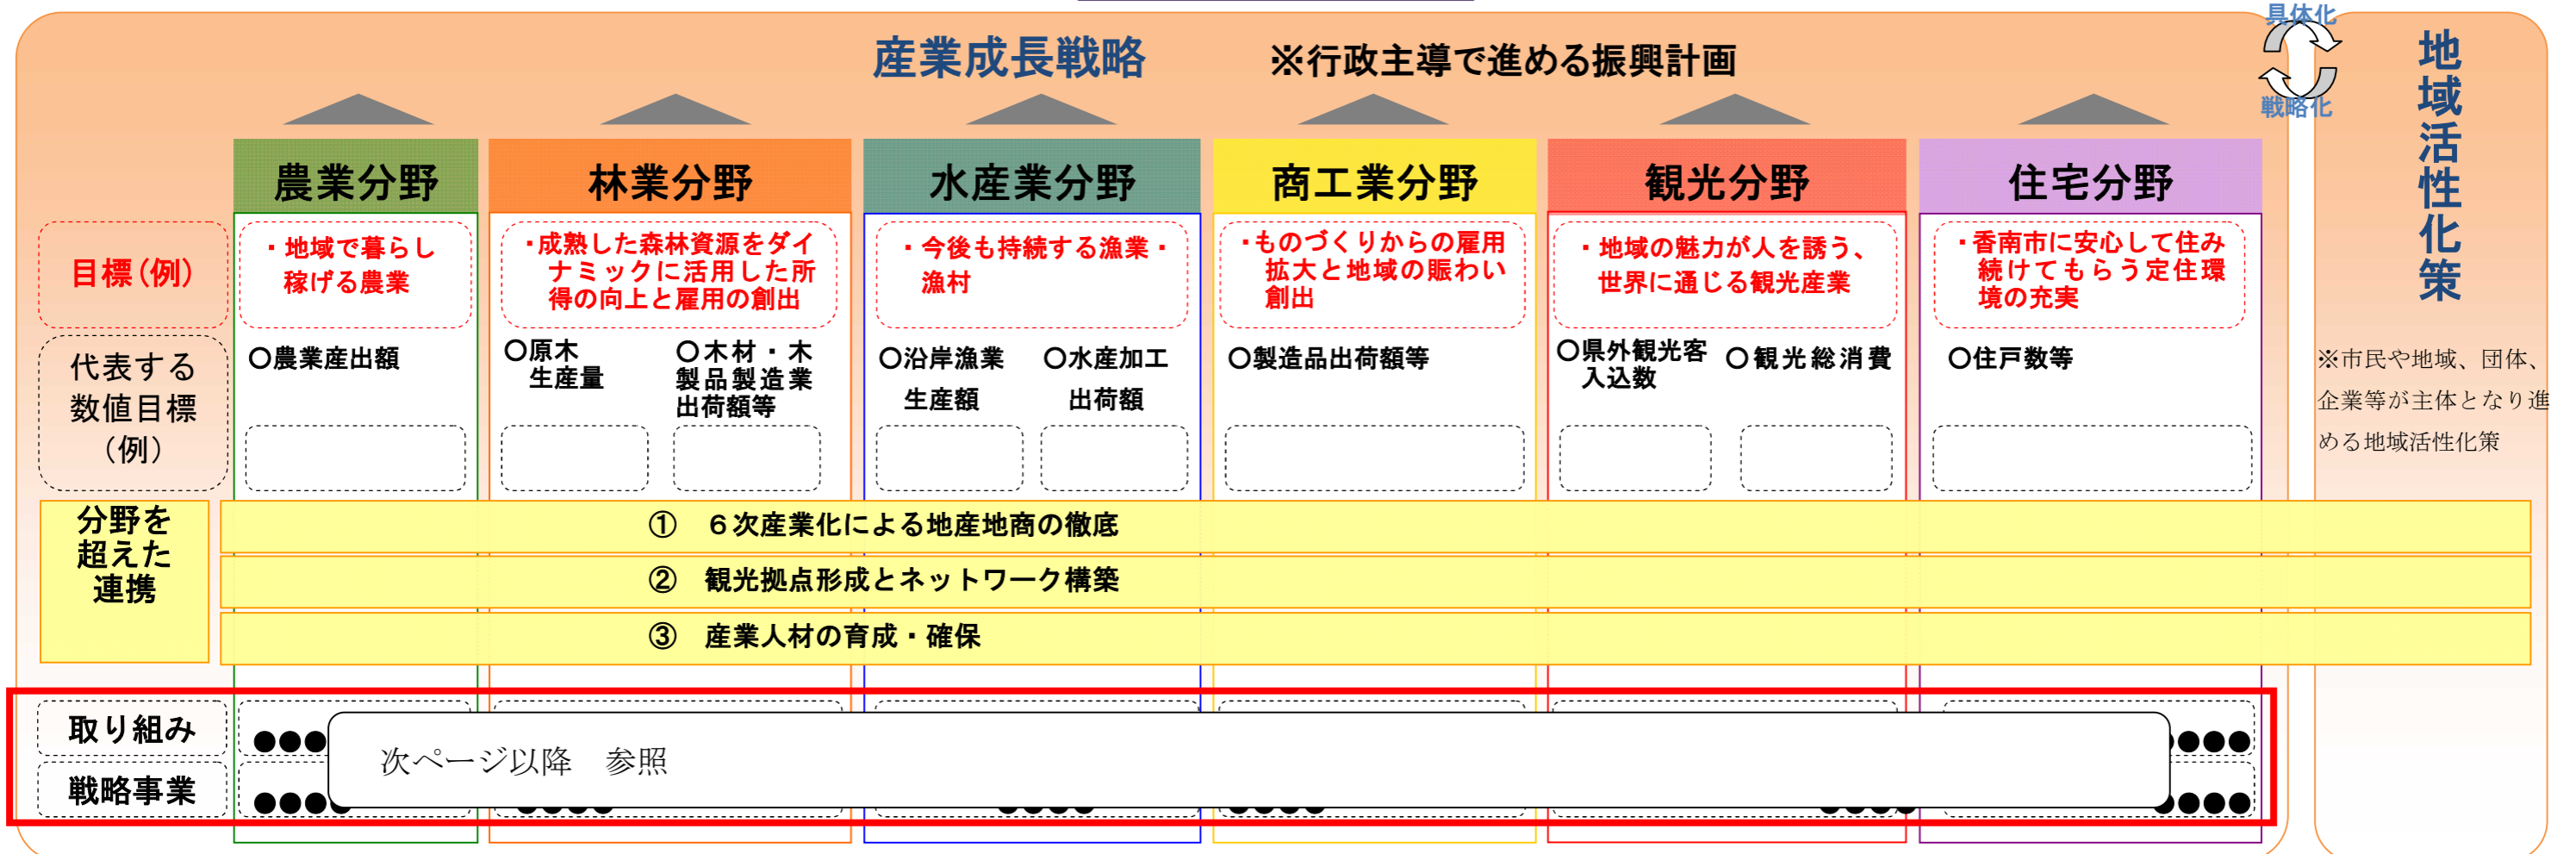 産業成長戦略
※行政主導で進める振興計画
具体化
戦略化
地域活性化策
農業分野
林業分野
水産業分野
商工業分野
観光分野
住宅分野
目標(例)
・地域で暮らし
稼げる農業
・成熟した森林資源をダイ
ナミックに活用した所
得の向上と雇用の創出
・今後も持続する漁業・
漁村
・ものづくりからの雇用
拡大と地域の賑わい
創出
・地域の魅力が人を誘う、
世界に通じる観光産業
・香南市に安心して住み
続けてもらう定住環
境の充実
代表する
数値目標
(例)
〇農業産出額
〇原木
生産量
〇木材・木
製品製造業
出荷額等
〇沿岸漁業
生産額
〇水産加工
出荷額
〇製造品出荷額等
〇県外観光客
入込数
〇観光総消費
〇住戸数等
※市民や地域、団体、
企業等が主体となり進
める地域活性化策
分野を
超えた
連携
① 6次産業化による地産地商の徹底
② 観光拠点形成とネットワーク構築
③ 産業人材の育成・確保
取り組み
戦略事業
次ページ以降 参照